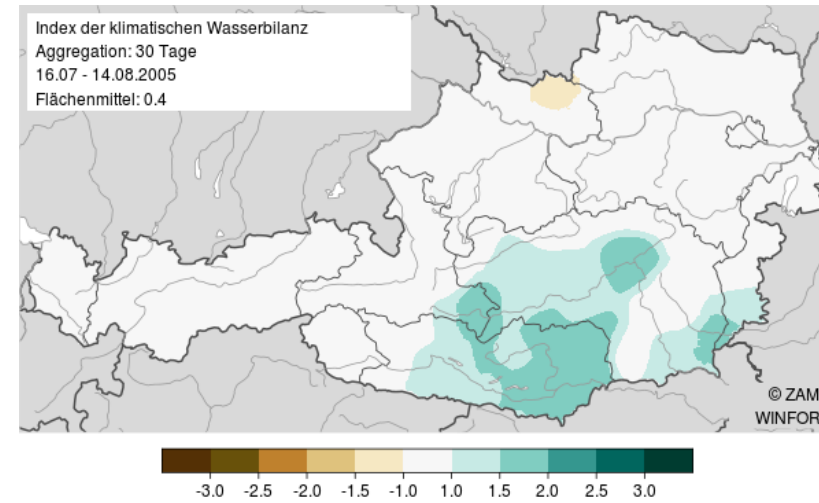 Index der klimatischen Wasserbilanz
Aggregation: 30 Tage
16.07 - 14.08.2005
Flächenmittel: 0.4
© ZAM
WINFOR
-3.0 -2.5 -2.0 -1.5 -1.0 1.0 1.5 2.0 2.5 3.0